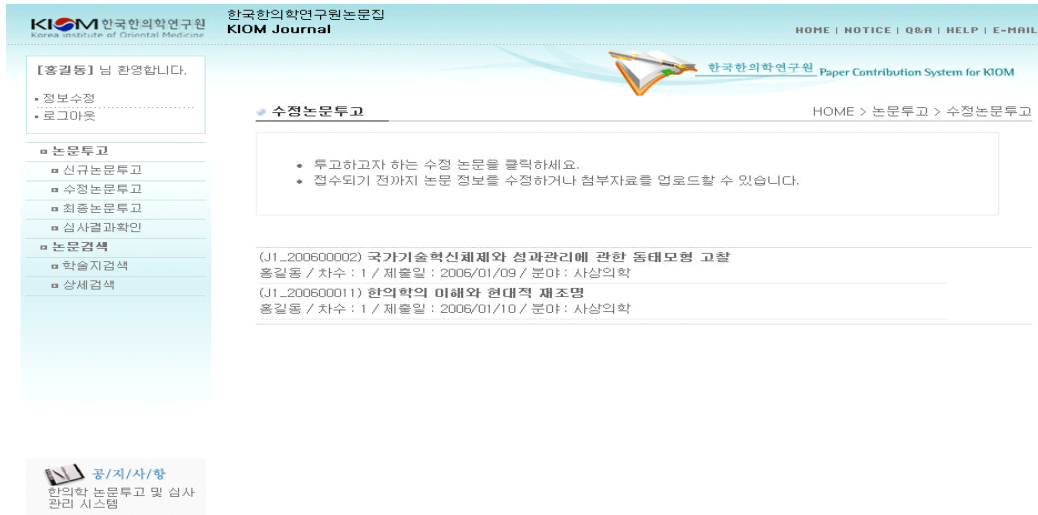 KIOM 한국한의학연구원
Korea Institute of Oriental Medicine
한국한의학연구원논문집
KIOM Journal
HOME | NOTICE | Q&A | HELP | E-MAIL
한국한의학연구원 Paper Contribution System for KIOM
[홍길동] 님 환영합니다.
• 정보수정
• 로그아웃
논문투고
신규논문투고
수정논문투고
최종논문투고
심사결과확인
논문검색
학술지검색
상세검색
수정논문투고
HOME > 논문투고 > 수정논문투고
• 투고하고자 하는 수정 논문을 클릭하세요.
• 접수되기 전까지 논문 정보를 수정하거나 첨부자료를 업로드할 수 있습니다.
(J1_200600002) 국가기술혁신체제와 성과관리에 관한 동태모형 고찰
홍길동 / 차수 : 1 / 제출일 : 2006/01/09 / 분야 : 사상의학
(J1_200600011) 한의학의 이해와 현대적 재조명
홍길동 / 차수 : 1 / 제출일 : 2006/01/10 / 분야 : 사상의학
공/지/사/항
한의학 논문투고 및 심사
관리 시스템